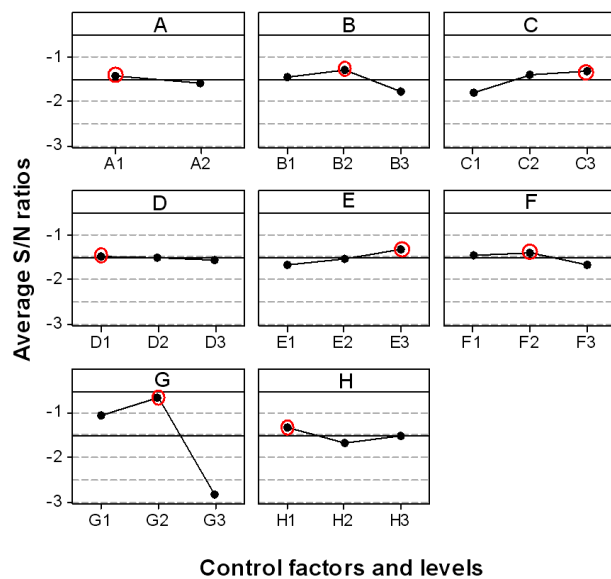 Average S/N ratios
A
B
C
-1
-2
-3
A1 A2
B1 B2 B3
C1 C2 C3
D
E
F
-1
-2
-3
D1 D2 D3
E1 E2 E3
F1 F2 F3
G
H
-1
-2
-3
G1 G2 G3
H1 H2 H3
Control factors and levels